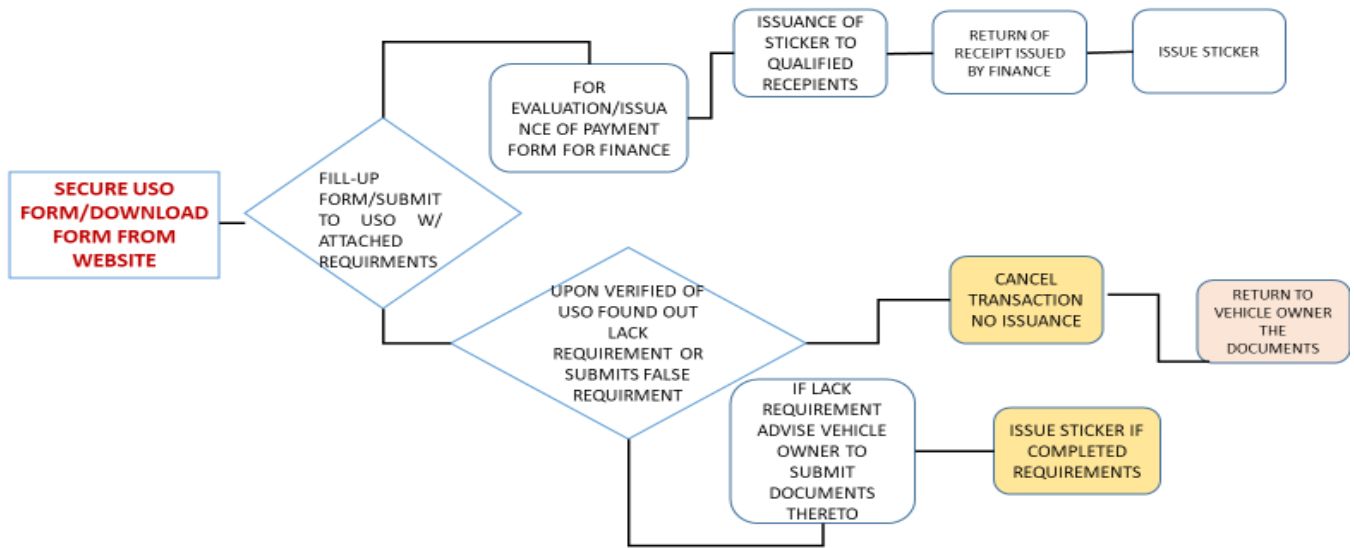 SECURE USO
FORM/DOWNLOAD
FORM FROM
WEBSITE
FILL-UP
FORM/SUBMIT
TO USO W/
ATTACHED
REQUIRMENTS
FOR
EVALUATION/ISSUA
NCE OF PAYMENT
FORM FOR FINANCE
ISSUANCE OF
STICKER TO
QUALIFIED
RECEPIENTS
RETURN OF
RECEIPT ISSUED
BY FINANCE
ISSUE STICKER
UPON VERIFIED OF
USO FOUND OUT
LACK
REQUIREMENT OR
SUBMITS FALSE
REQUIRMENT
CANCEL
TRANSACTION
NO ISSUANCE
RETURN TO
VEHICLE OWNER
THE
DOCUMENTS
IF LACK
REQUIREMENT
ADVISE VEHICLE
OWNER TO
SUBMIT
DOCUMENTS
THERETO
ISSUE STICKER IF
COMPLETED
REQUIREMENTS